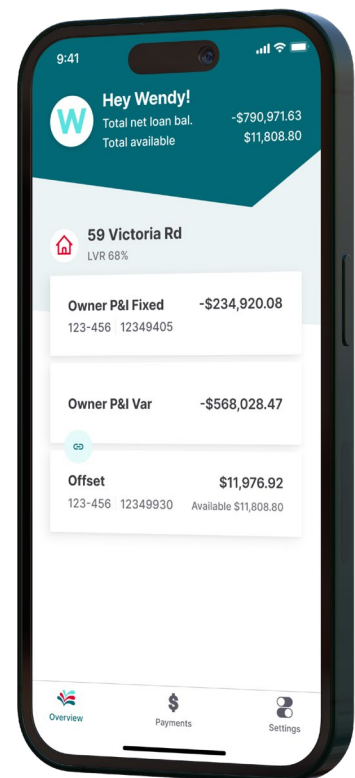 9:41
W
Hey Wendy!
Total net loan bal. -$790,971.63
Total available $11,808.80
59 Victoria Rd
LVR 68%
Owner P&I Fixed -$234,920.08
123-456 12349405
Owner P&I Var -$568,028.47
Offset $11,976.92
123-456 12349930 Available $11,808.80
$
Overview Payments Settings